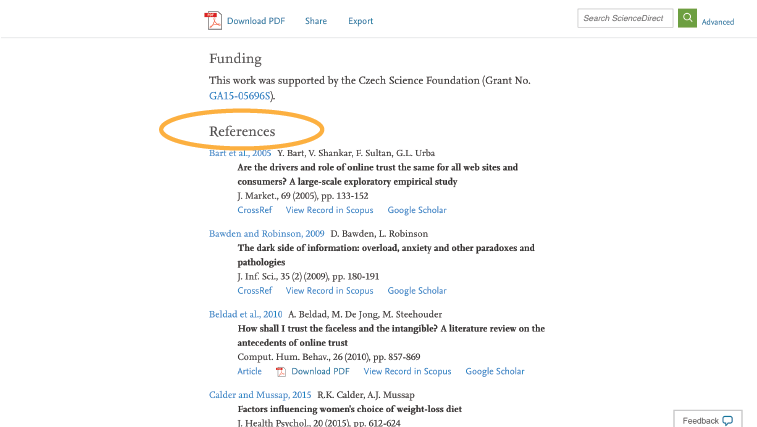 Download PDF Share Export Search ScienceDirect Advanced
Funding
This work was supported by the Czech Science Foundation (Grant No.
GA15-05696S).
References
Bart et al., 2005 Y. Bart, V. Shankar, F. Sultan, G.L. Urba
Are the drivers and role of online trust the same for all web sites and
consumers? A large-scale exploratory empirical study
J. Market., 69 (2005), pp. 133-152
CrossRef View Record in Scopus Google Scholar
Bawden and Robinson, 2009 D. Bawden, L. Robinson
The dark side of information: overload, anxiety and other paradoxes and
pathologies
J. Inf. Sci., 35 (2) (2009), pp. 180-191
CrossRef View Record in Scopus Google Scholar
Beldad et al., 2010 A. Beldad, M. De Jong, M. Steehouder
How shall I trust the faceless and the intangible? A literature review on the
antecedents of online trust
Comput. Hum. Behav., 26 (2010), pp. 857-869
Article Download PDF View Record in Scopus Google Scholar
Calder and Mussap, 2015 R.K. Calder, A.J. Mussap
Factors influencing women's choice of weight-loss diet
J. Health Psychol., 20 (2015), pp. 612-624
Feedback